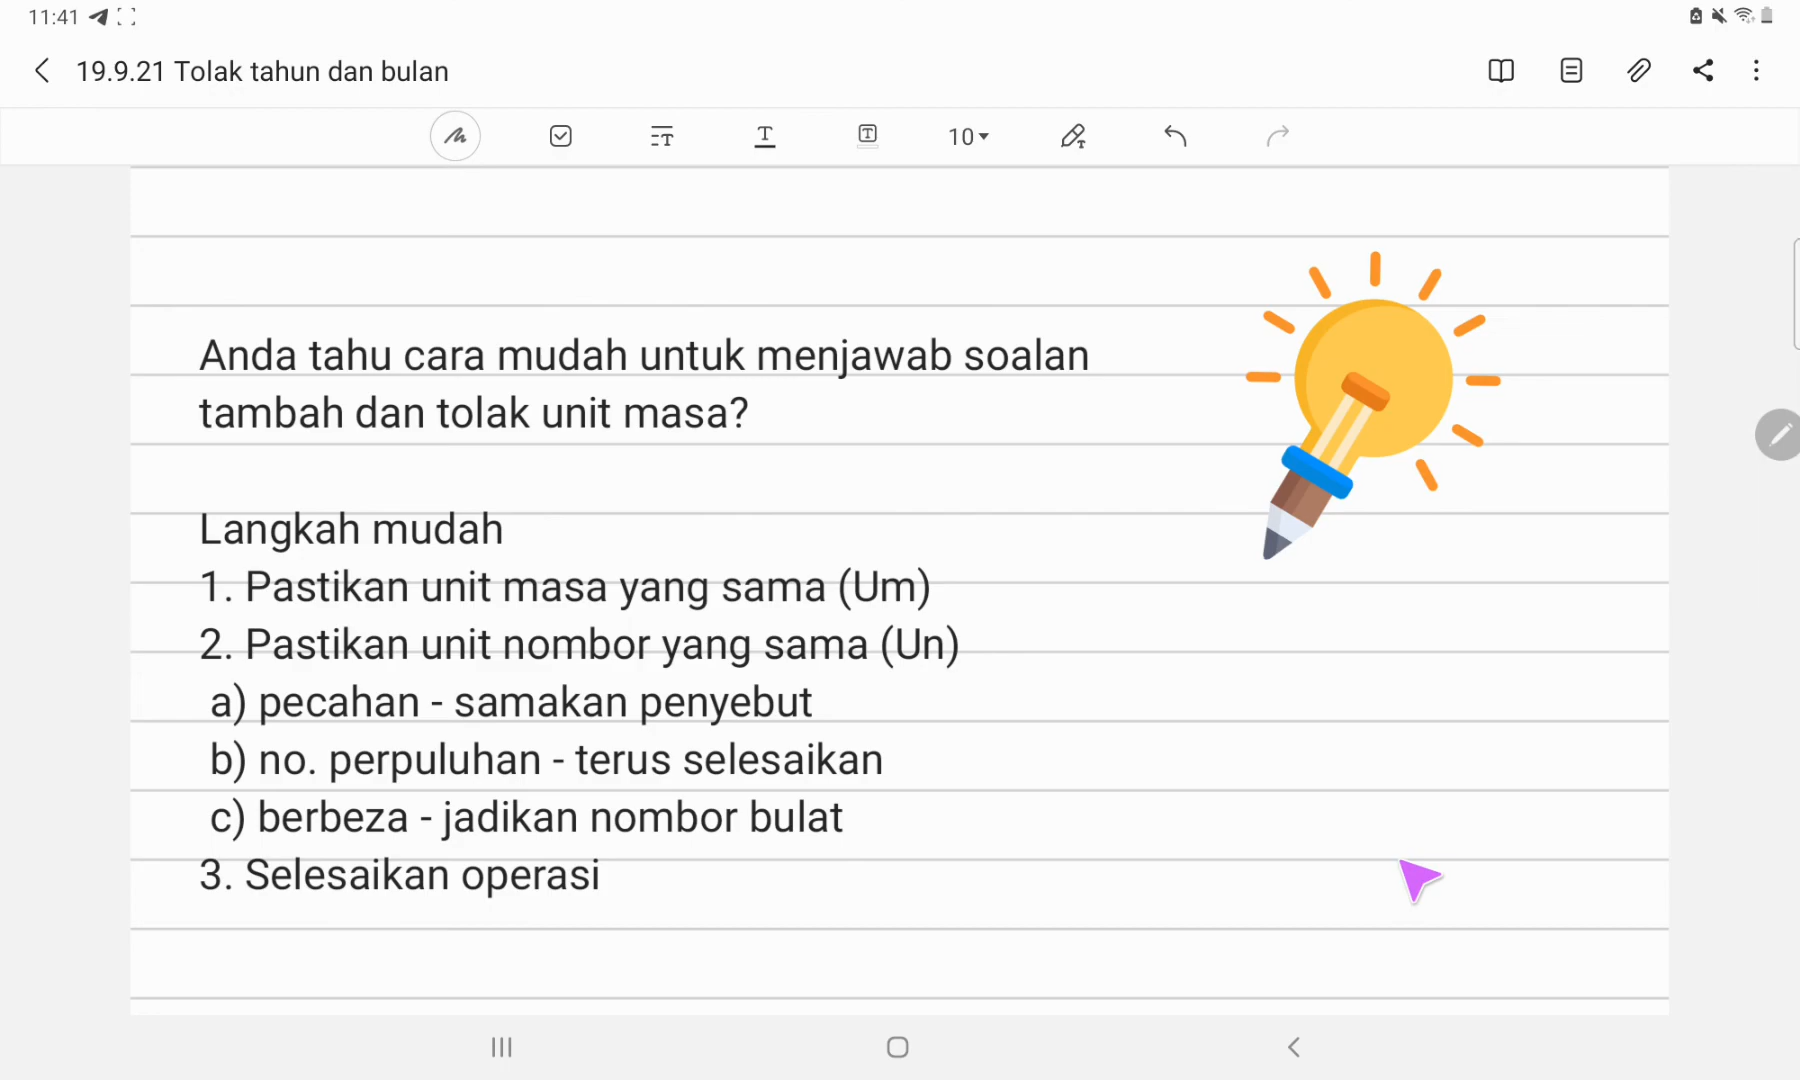 11:41
19.9.21 Tolak tahun dan bulan
10
Anda tahu cara mudah untuk menjawab soalan
tambah dan tolak unit masa?
Langkah mudah
1. Pastikan unit masa yang sama (Um)
2. Pastikan unit nombor yang sama (Un)
a) pecahan - samakan penyebut
b) no. perpuluhan - terus selesaikan
c) berbeza - jadikan nombor bulat
3. Selesaikan operasi